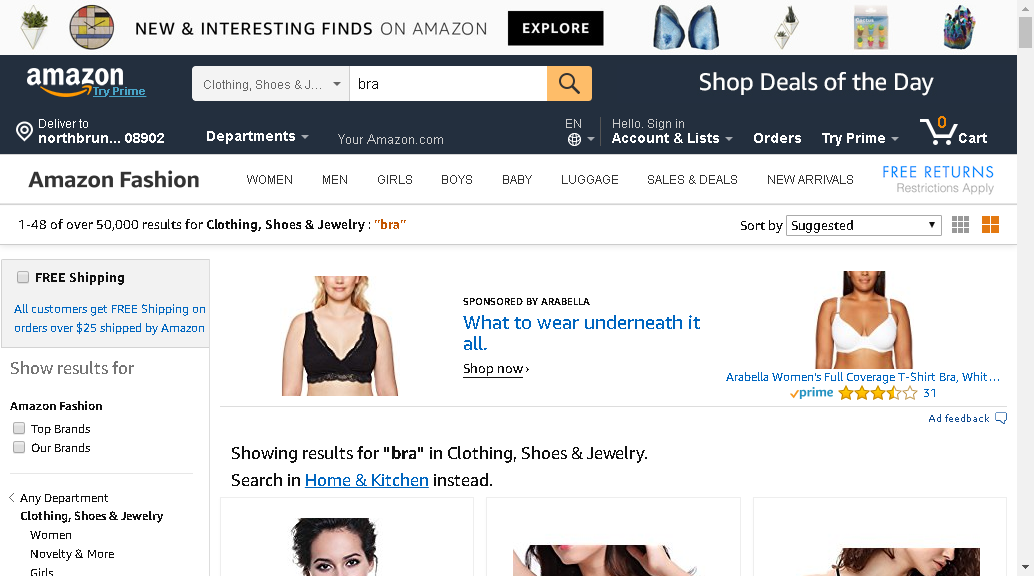 NEW & INTERESTING FINDS ON AMAZON
EXPLORE
Cactus
amazon
Try Prime
Clothing, Shoes & J...
bra
Shop Deals of the Day
Deliver to
northbrun... 08902
Departments
Your Amazon.com
EN
Hello. Sign in
Account & Lists
Orders
Try Prime
0
Cart
Amazon Fashion
WOMEN
MEN
GIRLS
BOYS
BABY
LUGGAGE
SALES & DEALS
NEW ARRIVALS
FREE RETURNS
Restrictions Apply
1-48 of over 50,000 results for Clothing, Shoes & Jewelry : "bra"
Sort by Suggested
FREE Shipping
All customers get FREE Shipping on
orders over $25 shipped by Amazon
Show results for
Amazon Fashion
Top Brands
Our Brands
Any Department
Clothing, Shoes & Jewelry
Women
Novelty & More
Girls
SPONSORED BY ARABELLA
What to wear underneath it
all.
Shop now ›
Arabella Women's Full Coverage T-Shirt Bra, Whit...
prime 31
Ad feedback
Showing results for "bra" in Clothing, Shoes & Jewelry.
Search in Home & Kitchen instead.